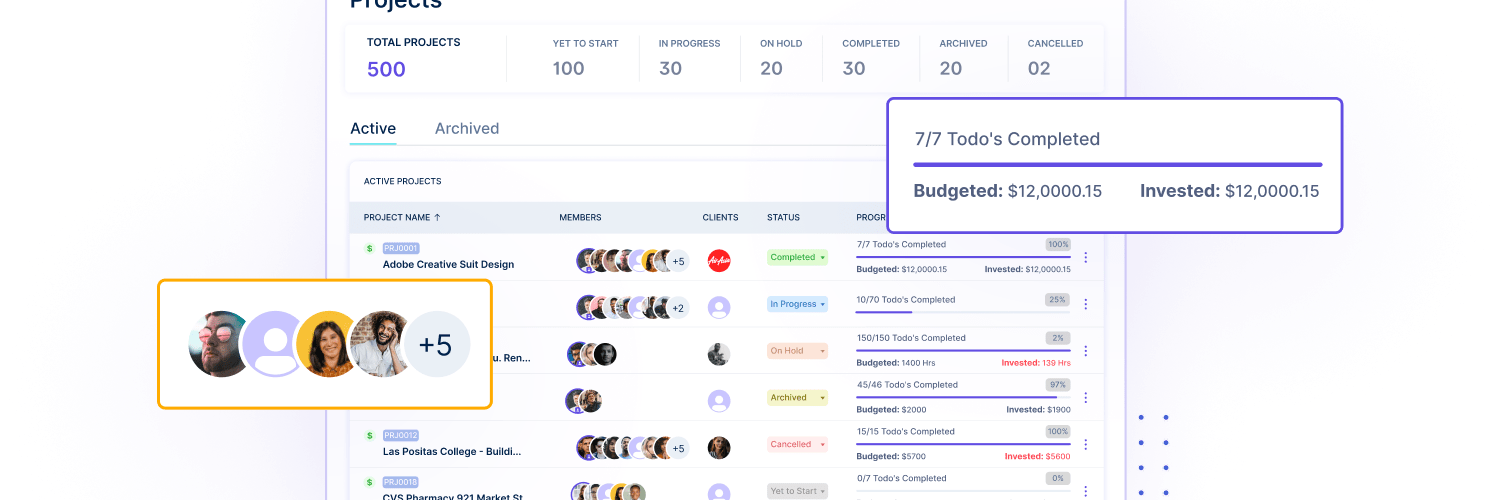 Projects
TOTAL PROJECTS YET TO START IN PROGRESS ON HOLD COMPLETED ARCHIVED CANCELLED
500 100 30 20 30 20 02
Active Archived
7/7 Todo's Completed
Budgeted: $12,0000.15 Invested: $12,0000.15
ACTIVE PROJECTS
PROJECT NAME ↑ MEMBERS CLIENTS STATUS PROGR
$ PRJ0001 7/7 Todo's Completed 100%
Adobe Creative Suit Design +5 AirAsia Completed
Budgeted: $12,0000.15 Invested: $12,0000.15
+2 In Progress 10/70 Todo's Completed 25%
+5
150/150 Todo's Completed 2%
u. Ren... On Hold
Budgeted: 1400 Hrs Invested: 139 Hrs
45/46 Todo's Completed 97%
Archived
Budgeted: $2000 Invested: $1900
$ PRJ0012 15/15 Todo's Completed 100%
Las Positas College - Buildi... +5 Cancelled
Budgeted: $5700 Invested: $5600
$ PRJ0018 0/7 Todo's Completed 0%
CVS Pharmacy 921 Market St Yet to Start